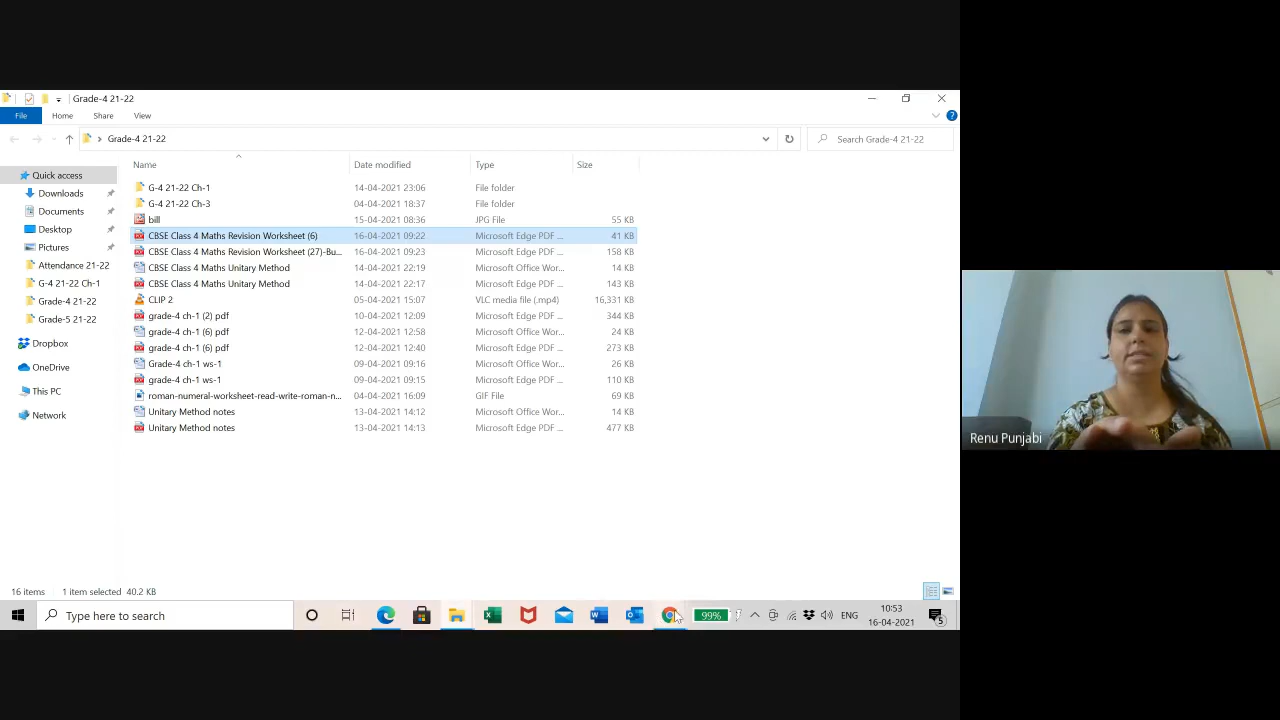 Grade-4 21-22
File Home Share View
Grade-4 21-22
Search Grade-4 21-22
Name Date modified Type Size
Quick access
Downloads
Documents
Desktop
Pictures
Attendance 21-22
G-4 21-22 Ch-1
Grade-4 21-22
Grade-5 21-22
Dropbox
OneDrive
This PC
Network
G-4 21-22 Ch-1 14-04-2021 23:06 File folder
G-4 21-22 Ch-3 04-04-2021 18:37 File folder
bill 15-04-2021 08:36 JPG File 55 KB
CBSE Class 4 Maths Revision Worksheet (6) 16-04-2021 09:22 Microsoft Edge PDF ... 41 KB
CBSE Class 4 Maths Revision Worksheet (27)-Bu... 16-04-2021 09:23 Microsoft Edge PDF ... 158 KB
CBSE Class 4 Maths Unitary Method 14-04-2021 22:19 Microsoft Office Wor... 14 KB
CBSE Class 4 Maths Unitary Method 14-04-2021 22:17 Microsoft Edge PDF ... 143 KB
CLIP 2 05-04-2021 15:07 VLC media file (.mp4) 16,331 KB
grade-4 ch-1 (2) pdf 10-04-2021 12:09 Microsoft Edge PDF ... 344 KB
grade-4 ch-1 (6) pdf 12-04-2021 12:58 Microsoft Office Wor... 24 KB
grade-4 ch-1 (6) pdf 12-04-2021 12:40 Microsoft Edge PDF ... 273 KB
Grade-4 ch-1 ws-1 09-04-2021 09:16 Microsoft Office Wor... 26 KB
grade-4 ch-1 ws-1 09-04-2021 09:15 Microsoft Edge PDF ... 110 KB
roman-numeral-worksheet-read-write-roman-n... 04-04-2021 16:09 GIF File 69 KB
Unitary Method notes 13-04-2021 14:12 Microsoft Office Wor... 14 KB
Unitary Method notes 13-04-2021 14:13 Microsoft Edge PDF ... 477 KB
Renu Punjabi
16 items 1 item selected 40.2 KB
Type here to search
99%
ENG
10:53
16-04-2021
5